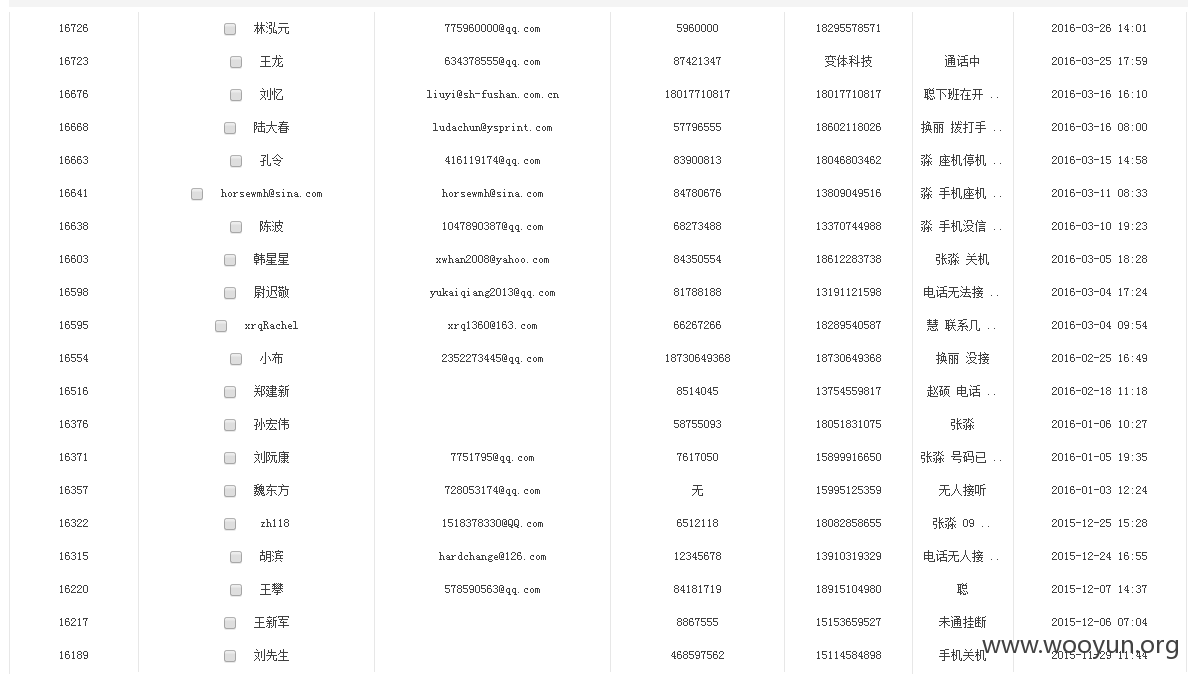 16726 林泓元 7759600000@qq.com 5960000 18295578571 2016-03-26 14:01
16723 王龙 634378555@qq.com 87421347 变体科技 通话中 2016-03-25 17:59
16676 刘忆 liuyi@sh-fushan.com.cn 18017710817 18017710817 聪下班在开 .. 2016-03-16 16:10
16668 陆大春 ludachun@ysprint.com 57796555 18602118026 换丽 拨打手 .. 2016-03-16 08:00
16663 孔令 416119174@qq.com 83900813 18046803462 淼 座机停机 .. 2016-03-15 14:58
16641 horsewmh@sina.com horsewmh@sina.com 84780676 13809049516 淼 手机座机 .. 2016-03-11 08:33
16638 陈波 1047890387@qq.com 68273488 13370744988 淼 手机没信 .. 2016-03-10 19:23
16603 韩星星 xwhan2008@yahoo.com 84350554 18612283738 张淼 关机 2016-03-05 18:28
16598 尉迟敬 yukaiqiang2013@qq.com 81788188 13191121598 电话无法接 .. 2016-03-04 17:24
16595 xrqRachel xrq1360@163.com 66267266 18289540587 慧 联系几 .. 2016-03-04 09:54
16554 小布 2352273445@qq.com 18730649368 18730649368 换丽 没接 2016-02-25 16:49
16516 郑建新 8514045 13754559817 赵硕 电话 .. 2016-02-18 11:18
16376 孙宏伟 58755093 18051831075 张淼 2016-01-06 10:27
16371 刘阮康 7751795@qq.com 7617050 15899916650 张淼 号码已 .. 2016-01-05 19:35
16357 魏东方 728053174@qq.com 无 15995125359 无人接听 2016-01-03 12:24
16322 zh118 1518378330@QQ.com 6512118 18082858655 张淼 09 .. 2015-12-25 15:28
16315 胡滨 hardchange@126.com 12345678 13910319329 电话无人接 .. 2015-12-24 16:55
16220 王攀 578590563@qq.com 84181719 18915104980 聪 2015-12-07 14:37
16217 王新军 8867555 15153659527 未通挂断 2015-12-06 07:04
16189 刘先生 468597562 15114584898 手机关机 2015-11-29 11:44
www.wooyun.org